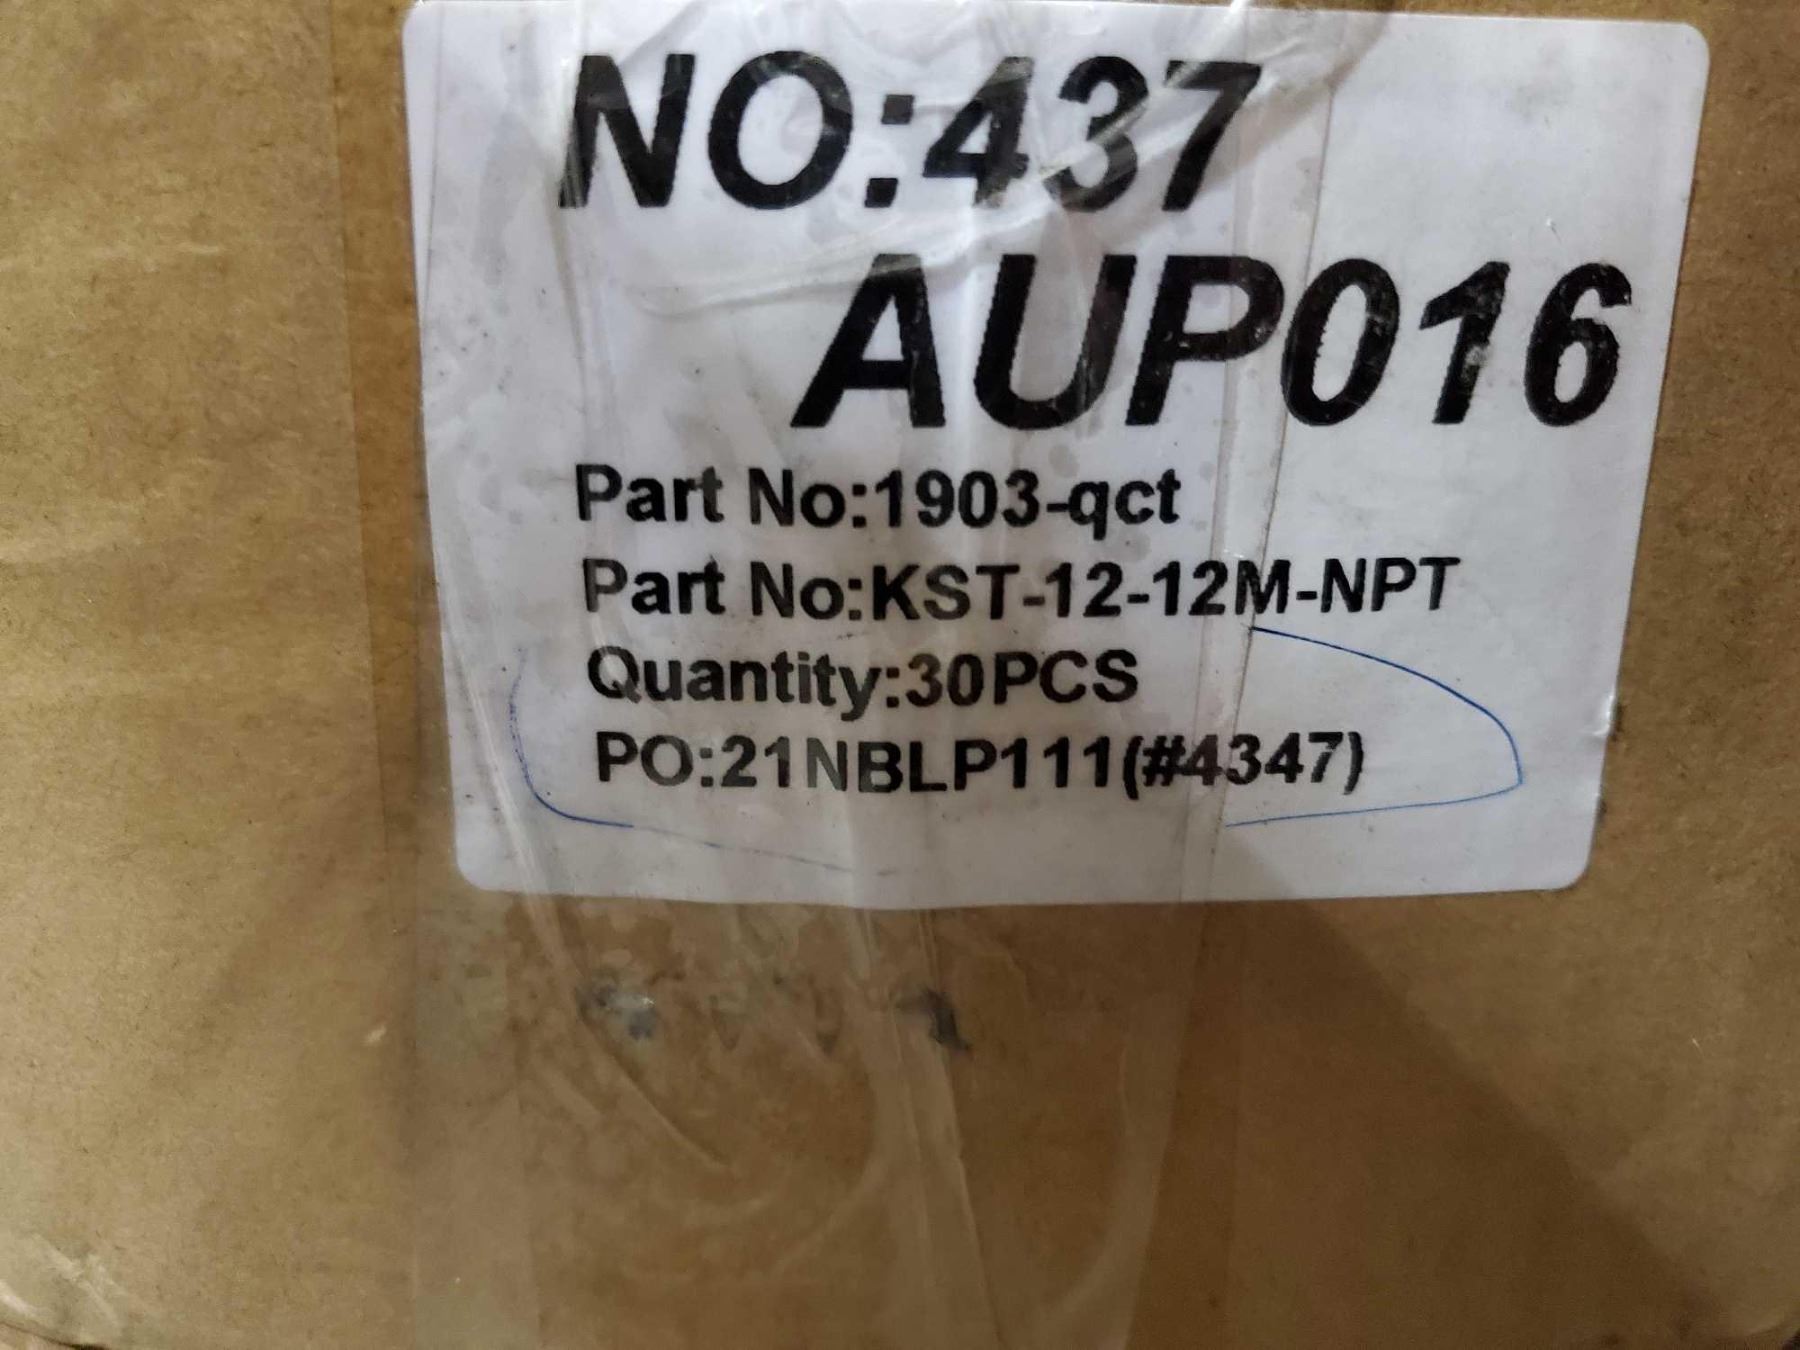 NO:437
AUP016
Part No:1903-qct
Part No:KST-12-12M-NPT
Quantity:30PCS
PO:21NBLP111(#4347)